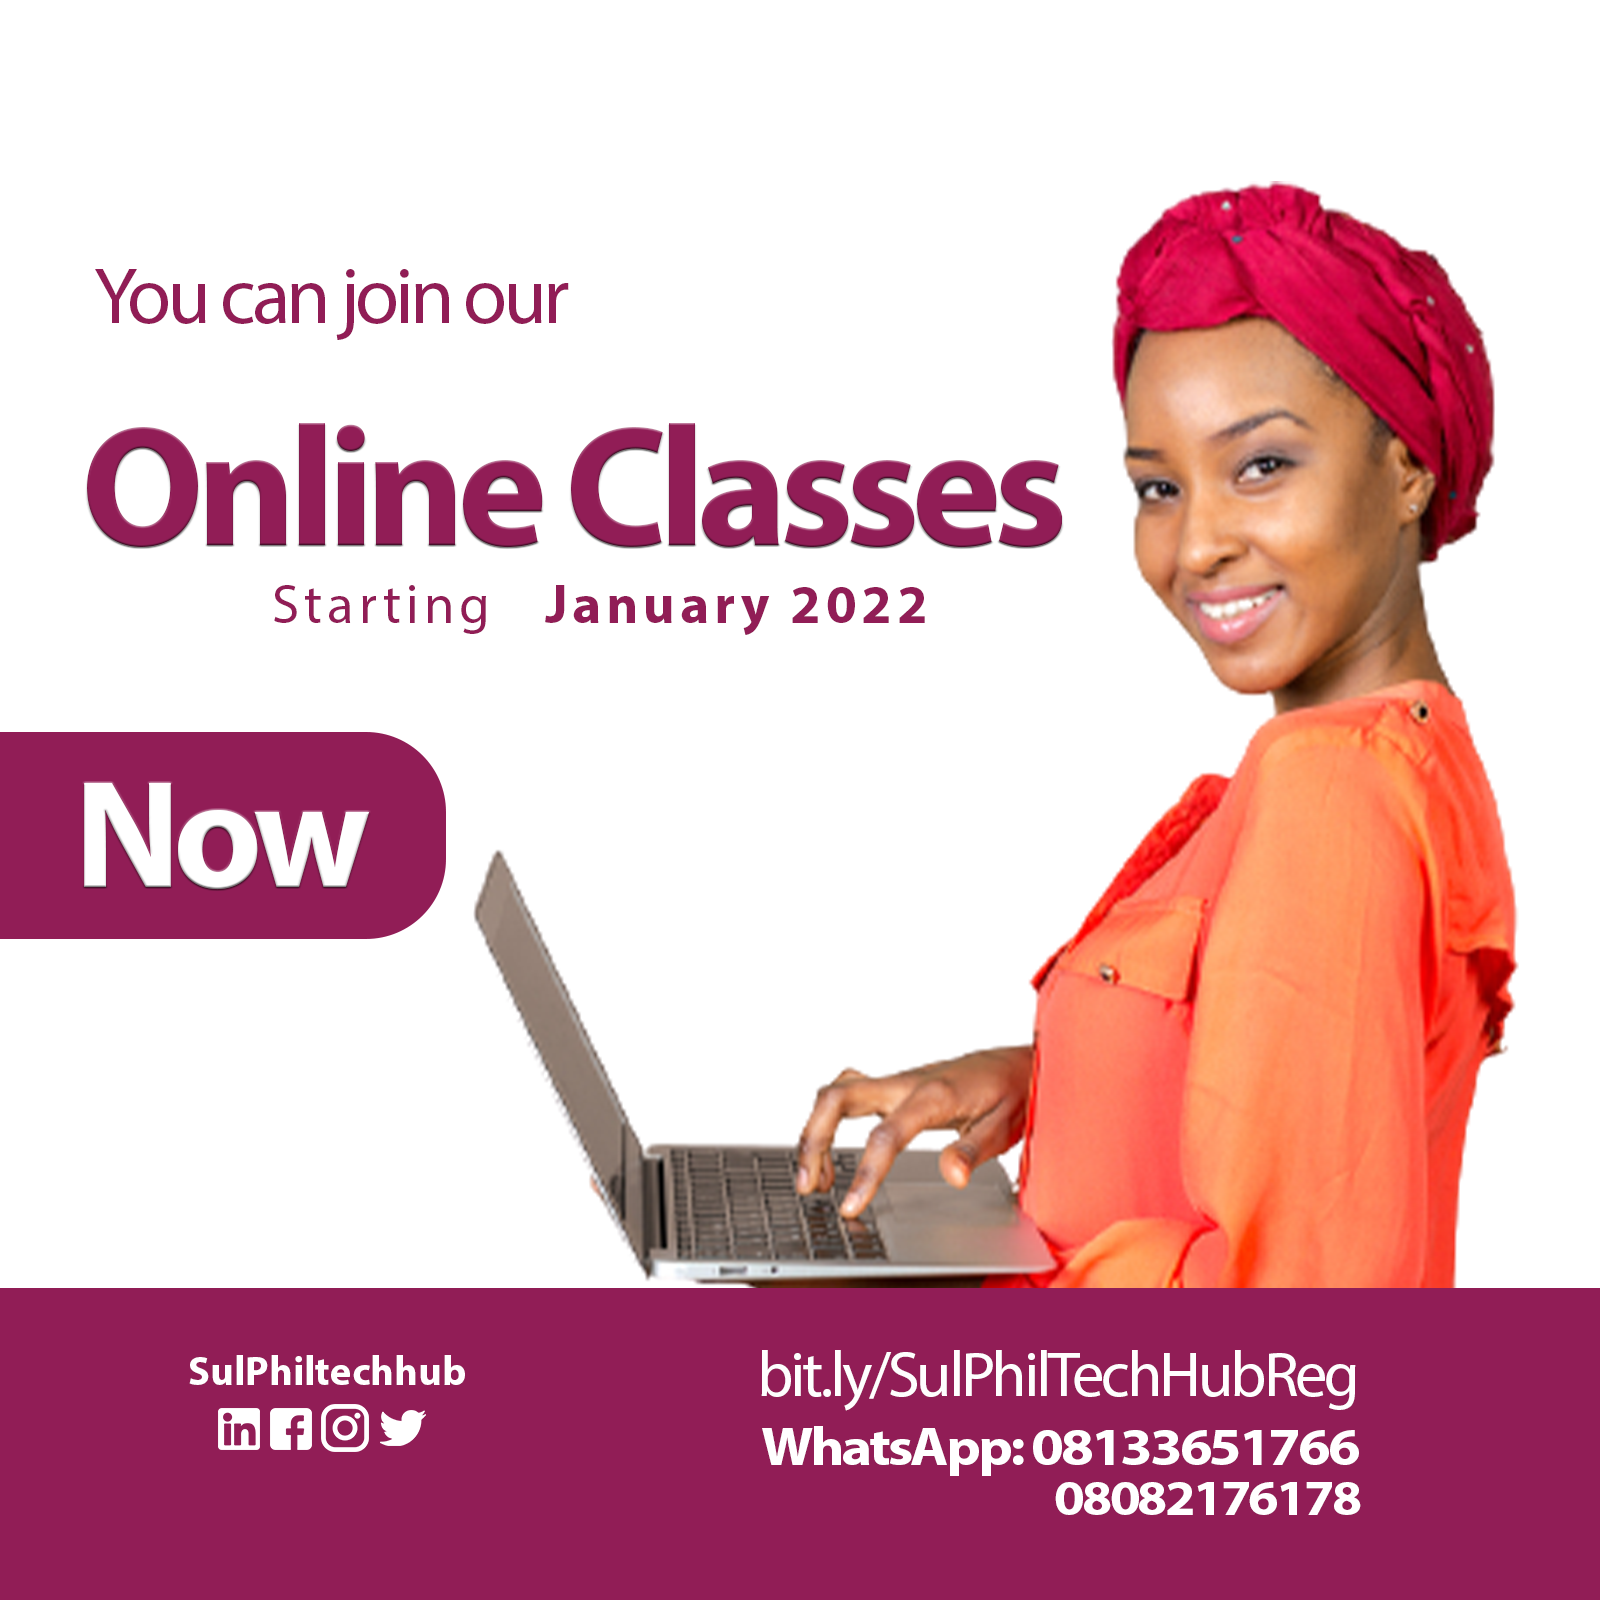 You can join our
Online Classes
Starting January 2022
Now
SulPhiltechhub
bit.ly/SulPhilTechHubReg
WhatsApp: 08133651766
08082176178